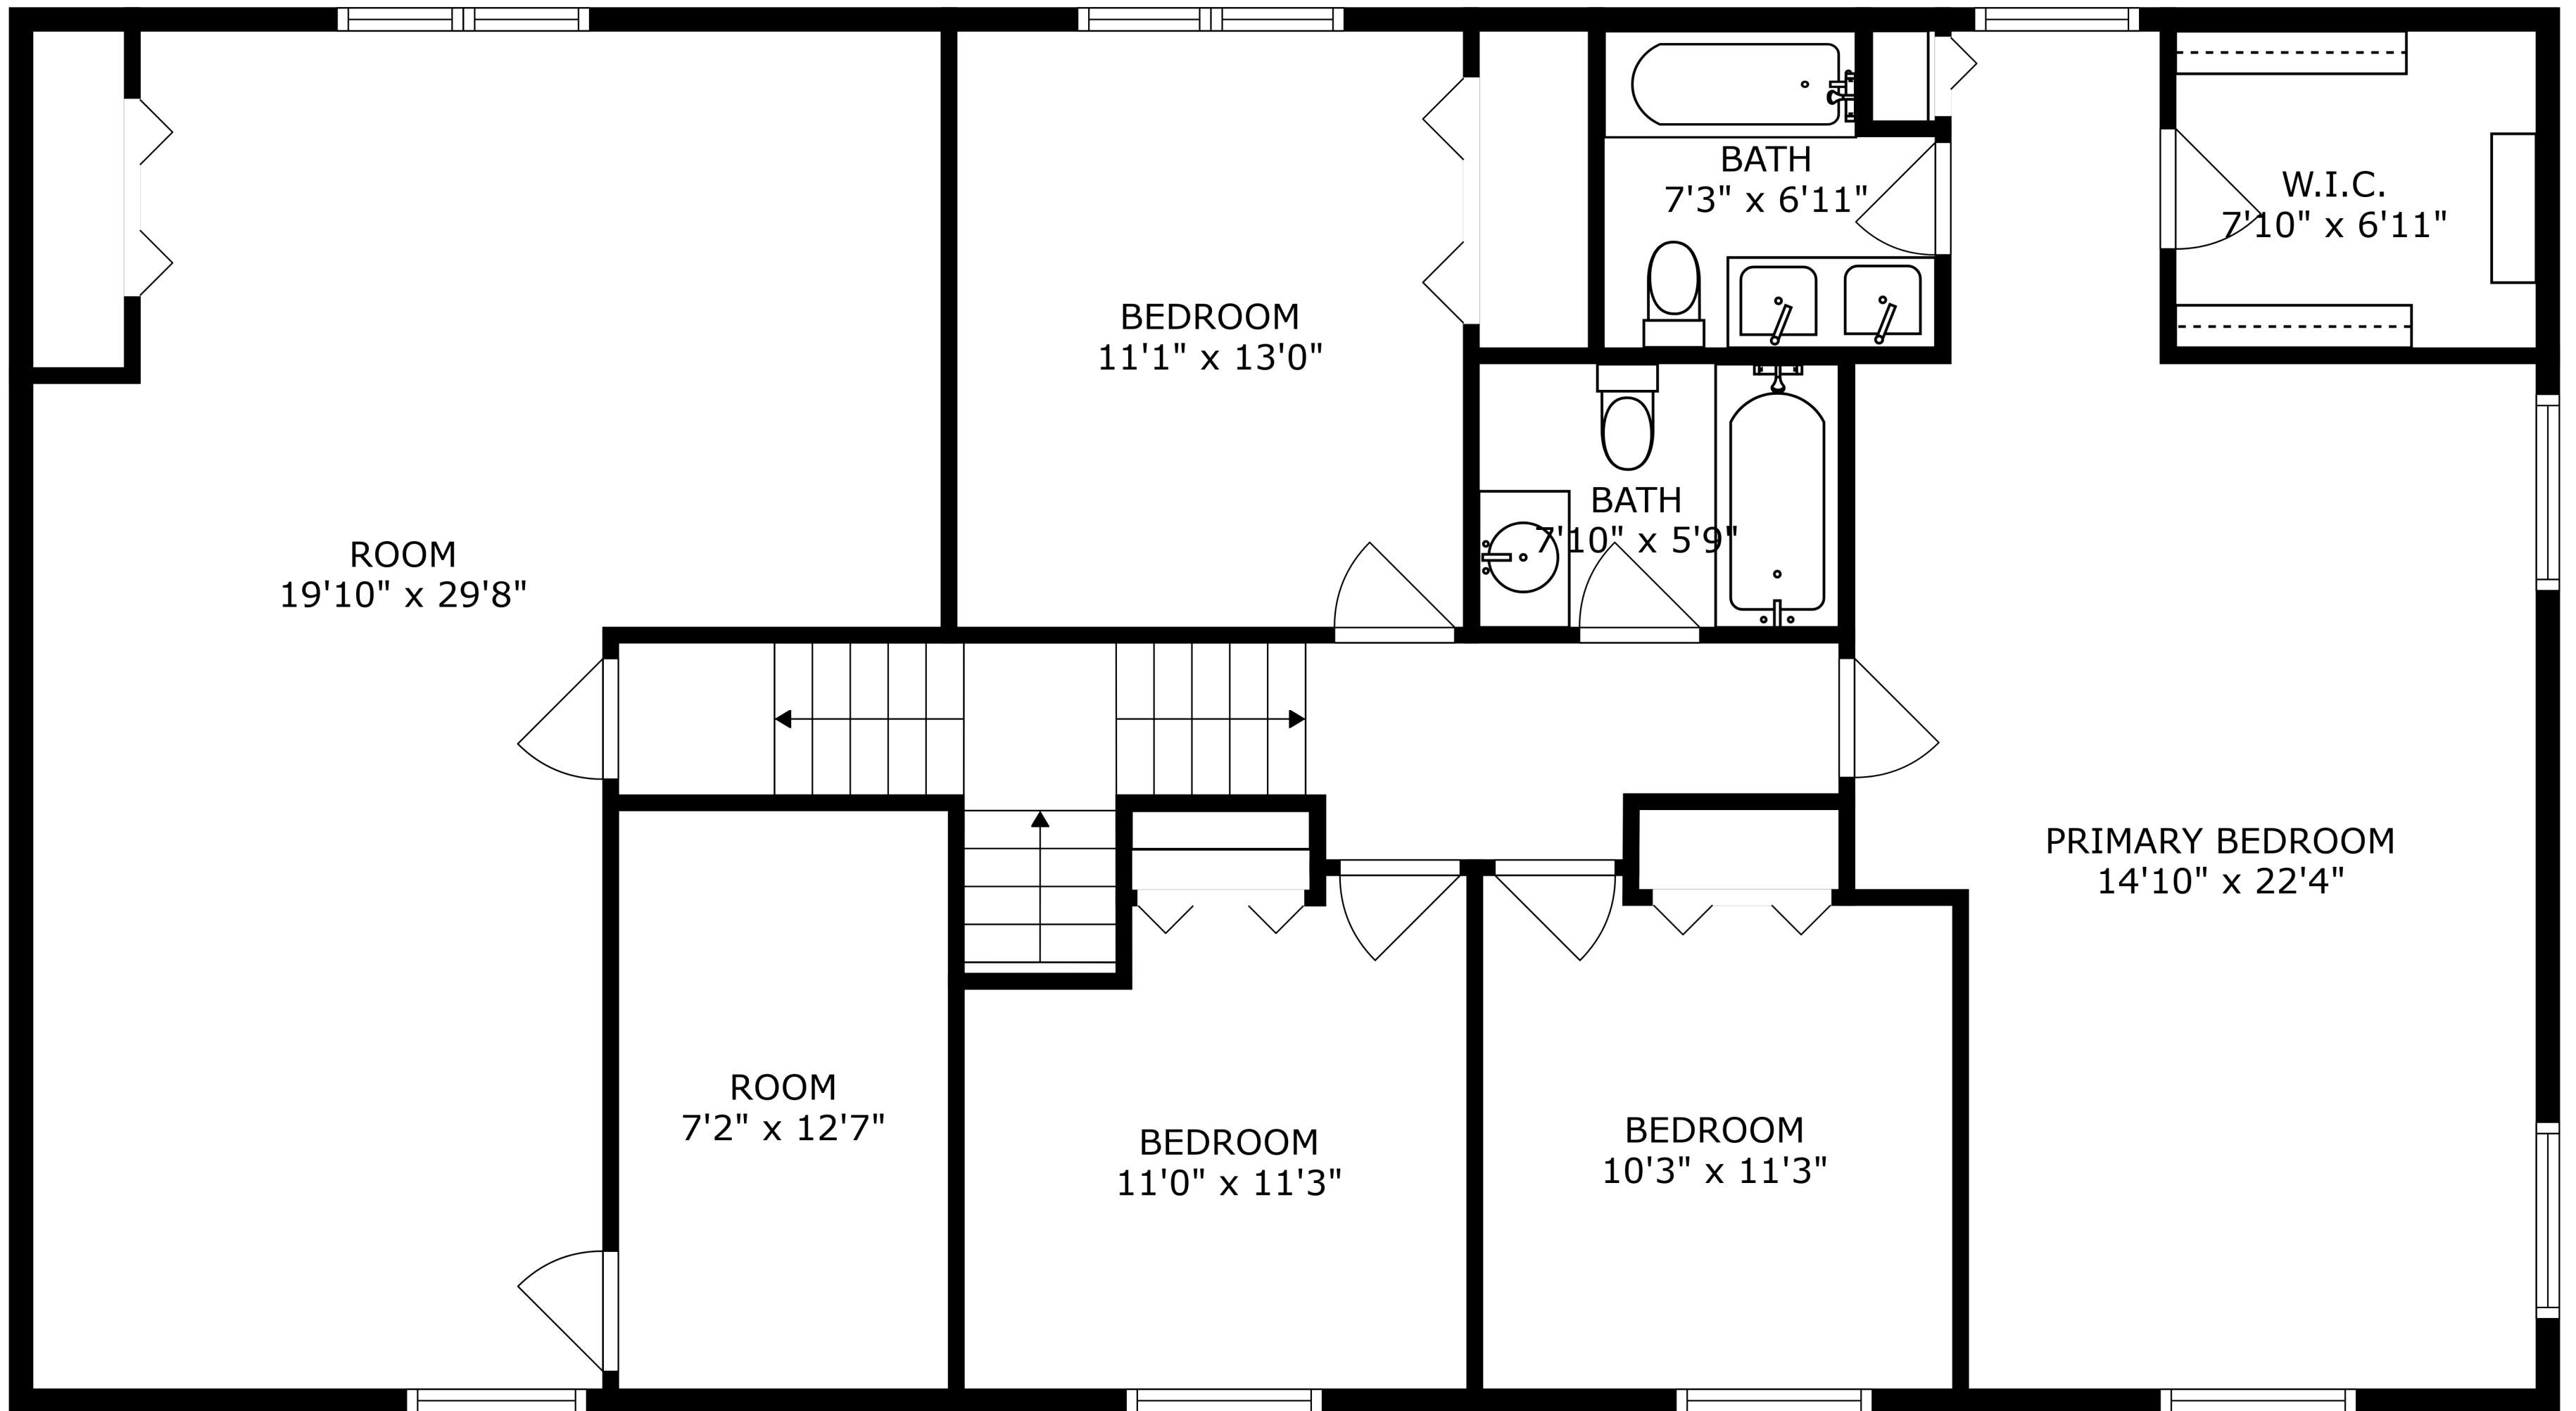 BATH
7'3" x 6'11"
W.I.C.
7'10" x 6'11"
BEDROOM
11'1" x 13'0"
BATH
7'10" x 5'9"
ROOM
19'10" x 29'8"
PRIMARY BEDROOM
14'10" x 22'4"
ROOM
7'2" x 12'7"
BEDROOM
11'0" x 11'3"
BEDROOM
10'3" x 11'3"